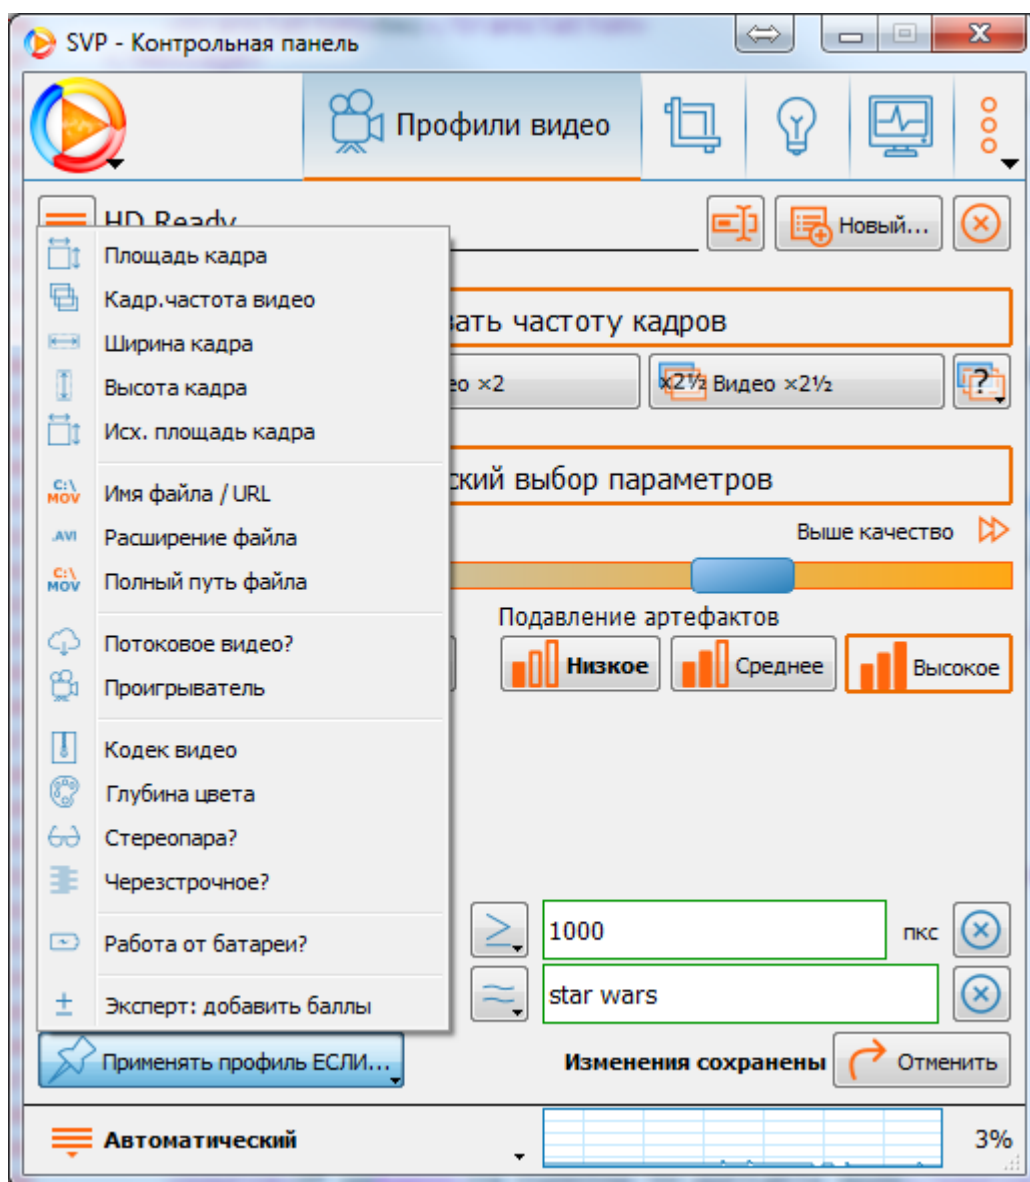 SVP - Контрольная панель
Профили видео
HD Ready
Новый...
Площадь кадра
Кадр.частота видео
Ширина кадра
Высота кадра
Исх. площадь кадра
C:\
MOV
Имя файла / URL
.AVI
Расширение файла
C:\
MOV
Полный путь файла
Потоковое видео?
Проигрыватель
Кодек видео
Глубина цвета
Стереопара?
Черезстрочное?
Работа от батареи?
± Эксперт: добавить баллы
вать частоту кадров
ео ×2
×2½ Видео ×2½
?
ский выбор параметров
Выше качество
Подавление артефактов
Низкое
Среднее
Высокое
≥ 1000 пкс
≈ star wars
Применять профиль ЕСЛИ...
Изменения сохранены
Отменить
Автоматический
3%